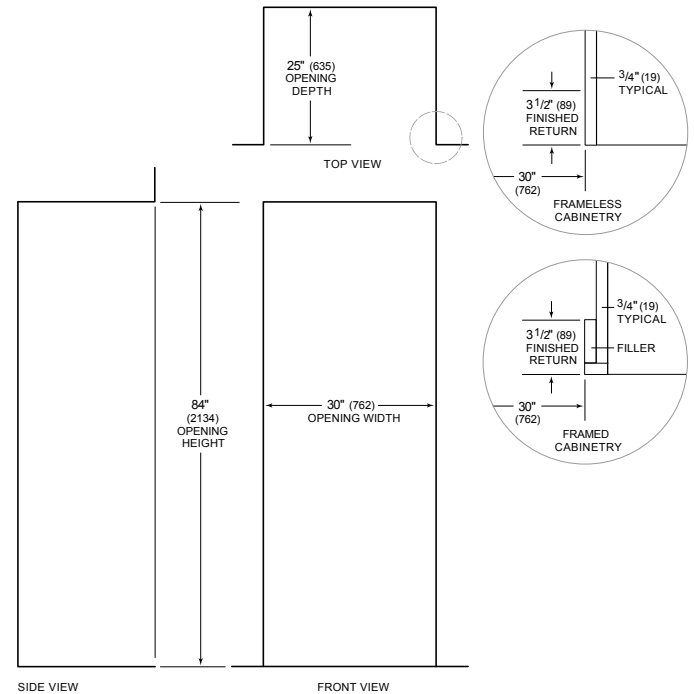 25" (635)
OPENING
DEPTH
TOP VIEW
3/4" (19)
TYPICAL
3 1/2" (89)
FINISHED
RETURN
30"
(762)
FRAMELESS
CABINETRY
3/4" (19)
TYPICAL
3 1/2" (89)
FINISHED
RETURN
FILLER
30"
(762)
FRAMED
CABINETRY
84"
(2134)
OPENING
HEIGHT
30" (762)
OPENING WIDTH
SIDE VIEW
FRONT VIEW